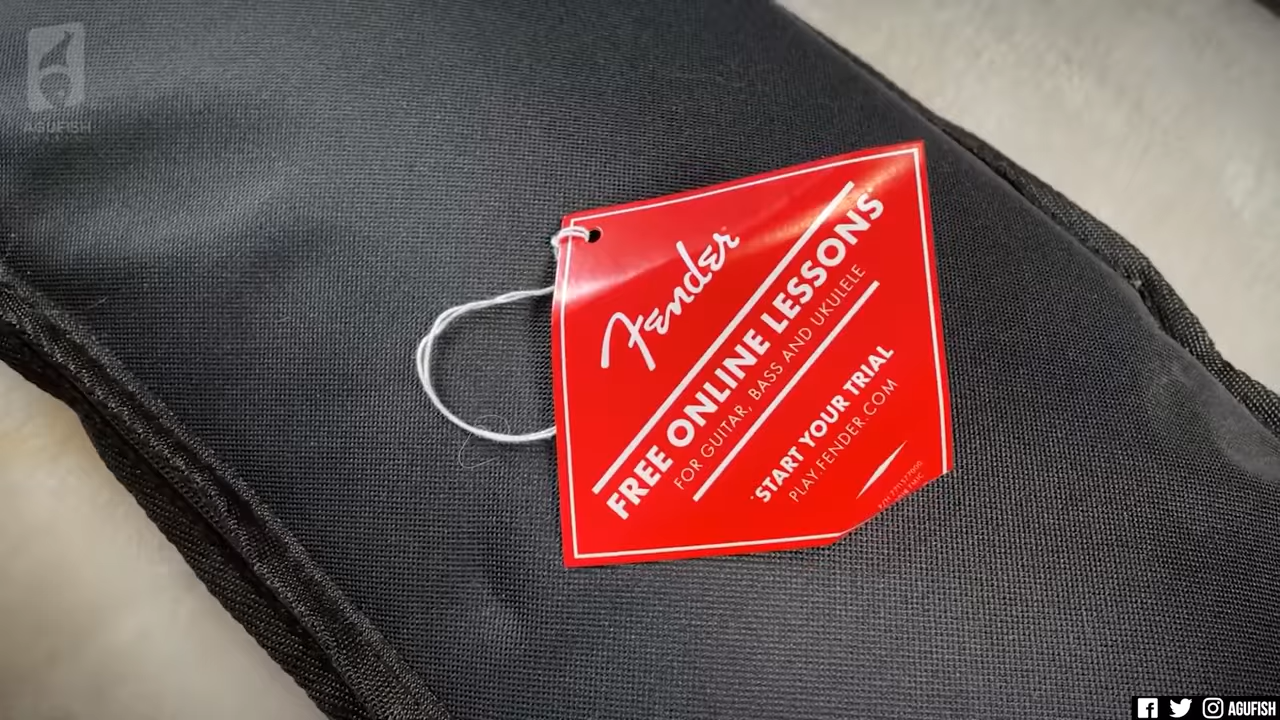 AGUFISH
Fender
FREE ONLINE LESSONS*
FOR GUITAR, BASS AND UKULELE
*START YOUR TRIAL
PLAY.FENDER.COM
AGUFISH